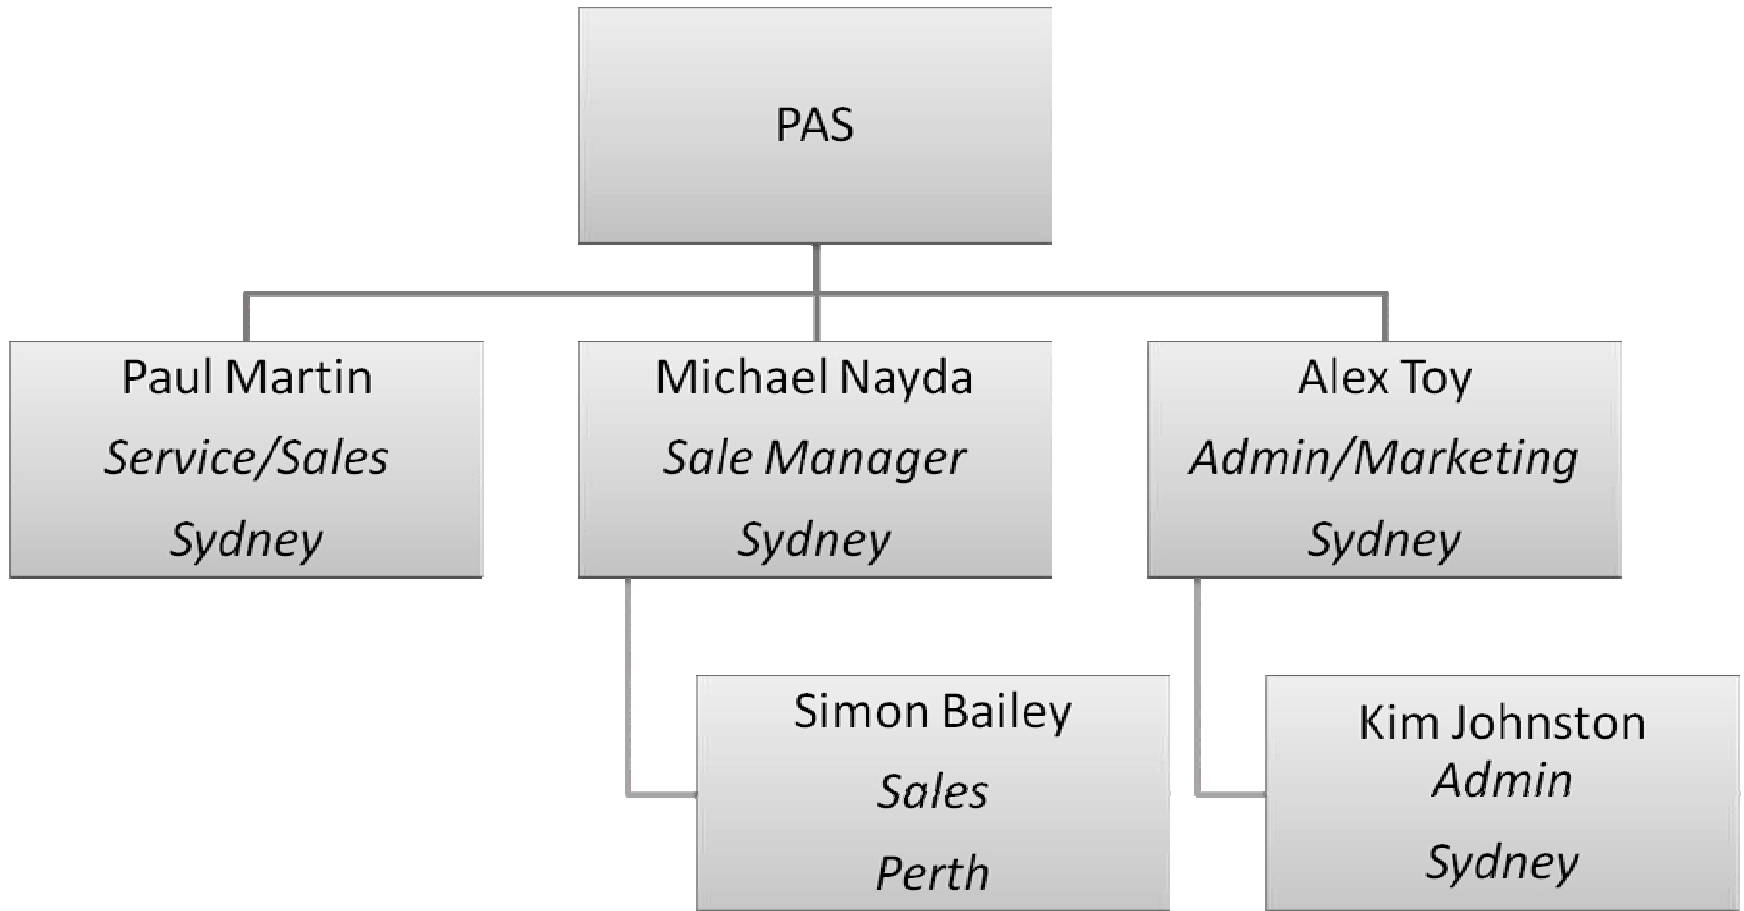 PAS
Paul Martin
Service/Sales
Sydney
Michael Nayda
Sale Manager
Sydney
Alex Toy
Admin/Marketing
Sydney
Simon Bailey
Sales
Perth
Kim Johnston
Admin
Sydney